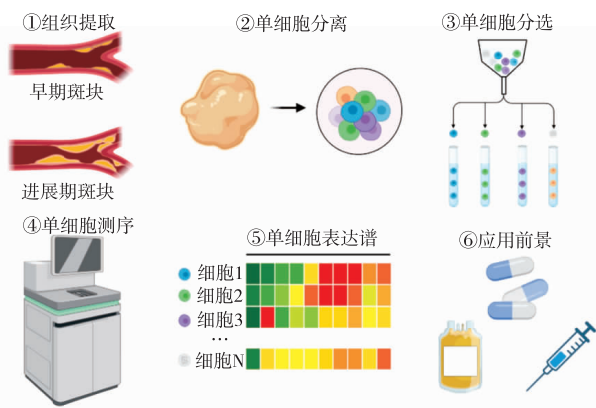 ①组织提取
②单细胞分离
③单细胞分选
早期斑块
进展期斑块
④单细胞测序
⑤单细胞表达谱
⑥应用前景
细胞1
细胞2
细胞3
…
细胞N